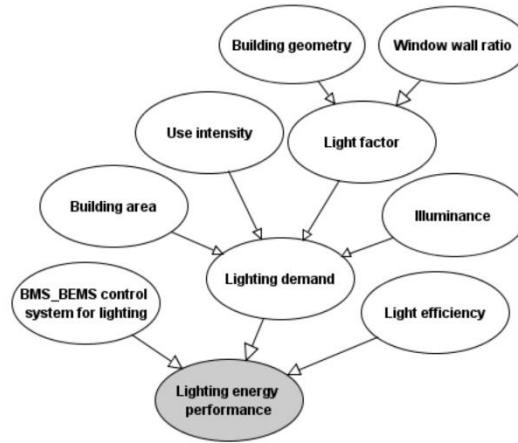 Building geometry
Window wall ratio
Use intensity
Light factor
Building area
Illuminance
Lighting demand
BMS_BEMS control
system for lighting
Light efficiency
Lighting energy
performance